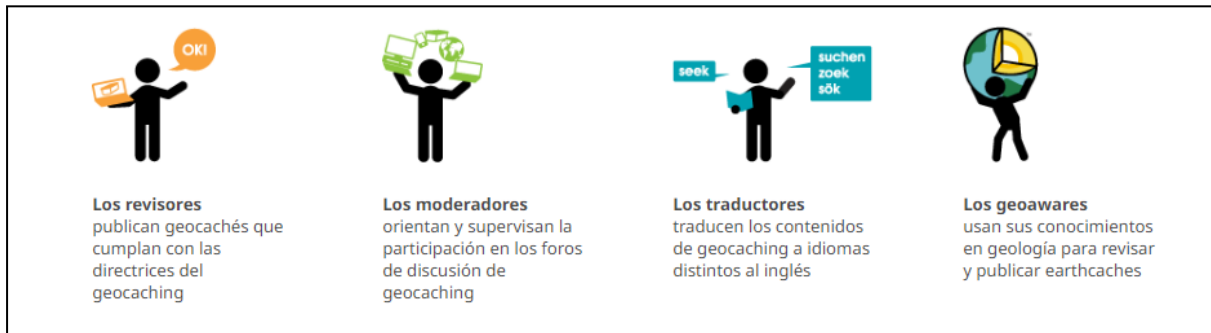 OK!
seek
suchen
zoek
sök
Los revisores
publican geocachés que
cumplan con las
directrices del
geocaching
Los moderadores
orientan y supervisan la
participación en los foros
de discusión de
geocaching
Los traductores
traducen los contenidos
de geocaching a idiomas
distintos al inglés
Los geoawares
usan sus conocimientos
en geología para revisar
y publicar earthcaches